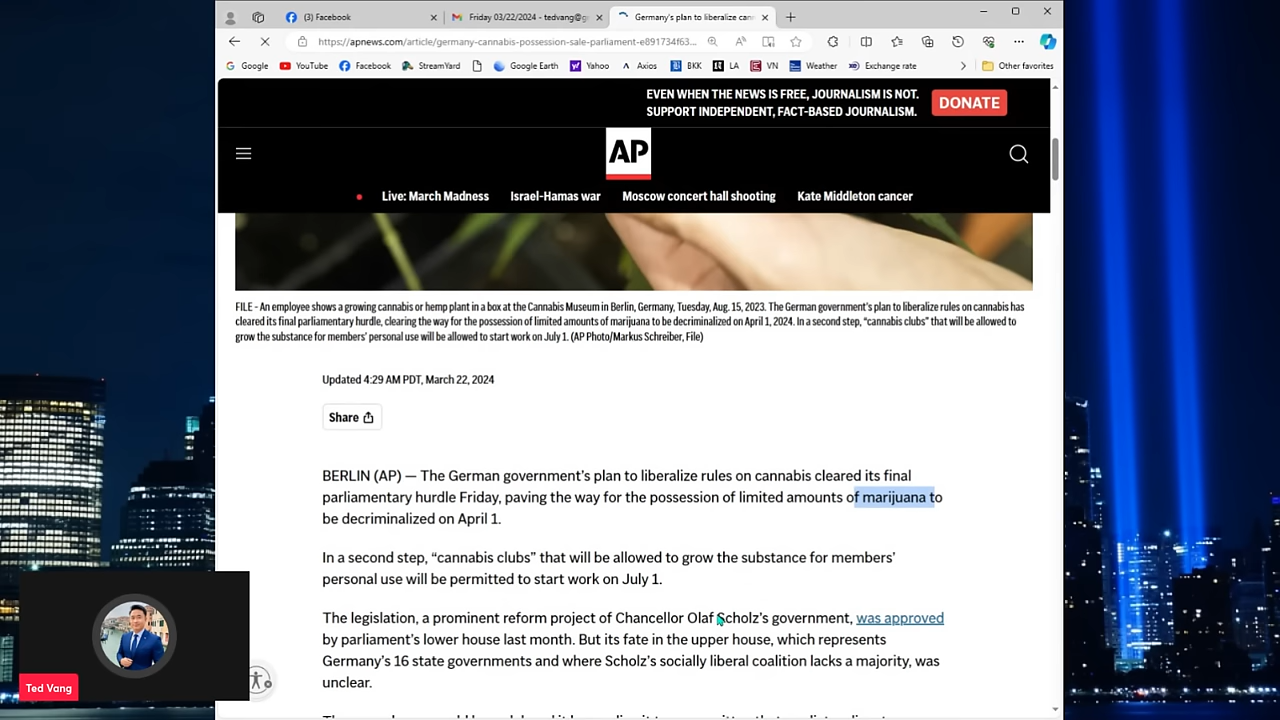 (3) Facebook
Friday 03/22/2024 - tedvang@g
Germany's plan to liberalize can
https://apnews.com/article/germany-cannabis-possession-sale-parliament-e891734f63...
Google YouTube Facebook StreamYard Google Earth Yahoo Axios BKK LA VN Weather Exchange rate Other favorites
EVEN WHEN THE NEWS IS FREE, JOURNALISM IS NOT.
SUPPORT INDEPENDENT, FACT-BASED JOURNALISM.
DONATE
AP
Live: March Madness Israel-Hamas war Moscow concert hall shooting Kate Middleton cancer
FILE - An employee shows a growing cannabis or hemp plant in a box at the Cannabis Museum in Berlin, Germany, Tuesday, Aug. 15, 2023. The German government's plan to liberalize rules on cannabis has
cleared its final parliamentary hurdle, clearing the way for the possession of limited amounts of marijuana to be decriminalized on April 1, 2024. In a second step, “cannabis clubs” that will be allowed to
grow the substance for members' personal use will be allowed to start work on July 1. (AP Photo/Markus Schreiber, File)
Updated 4:29 AM PDT, March 22, 2024
Share
BERLIN (AP) — The German government's plan to liberalize rules on cannabis cleared its final
parliamentary hurdle Friday, paving the way for the possession of limited amounts of marijuana to
be decriminalized on April 1.
In a second step, “cannabis clubs” that will be allowed to grow the substance for members'
personal use will be permitted to start work on July 1.
The legislation, a prominent reform project of Chancellor Olaf Scholz's government, was approved
by parliament's lower house last month. But its fate in the upper house, which represents
Germany's 16 state governments and where Scholz's socially liberal coalition lacks a majority, was
unclear.
Ted Vang